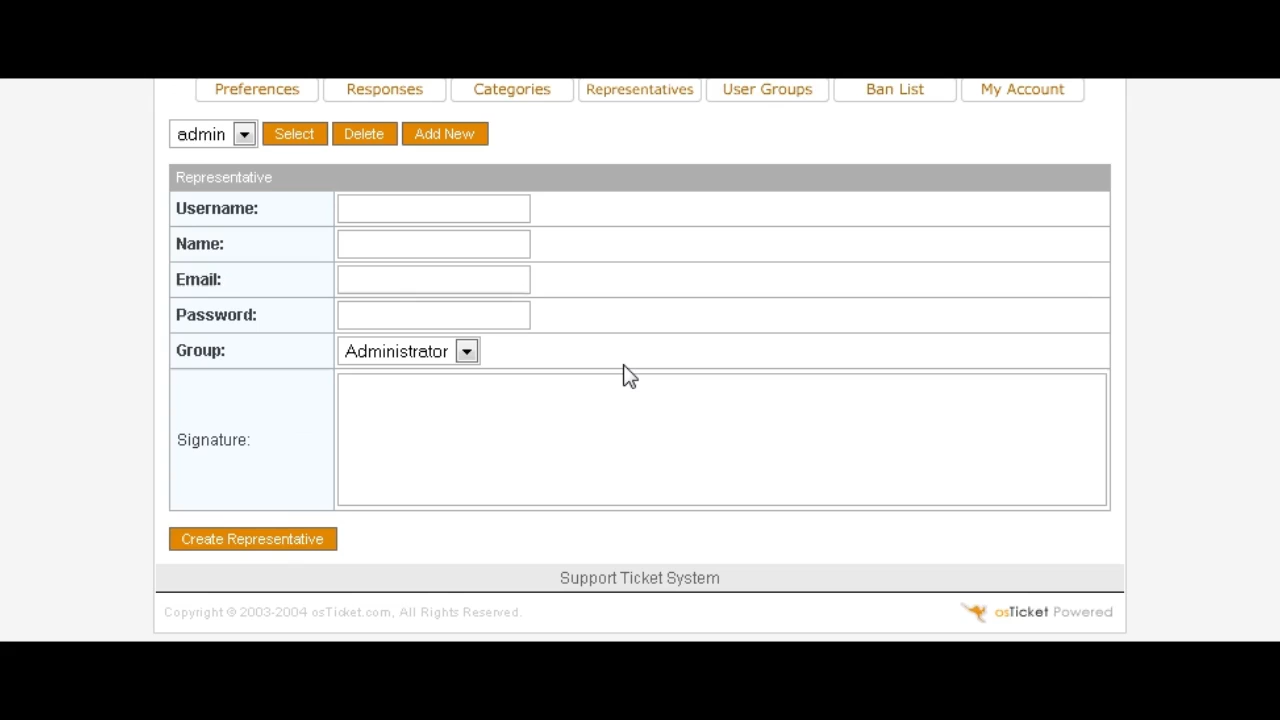 Preferences Responses Categories Representatives User Groups Ban List My Account
admin Select Delete Add New
Representative
Username:
Name:
Email:
Password:
Group: Administrator
Signature:
Create Representative
Support Ticket System
Copyright © 2003-2004 osTicket.com, All Rights Reserved. osTicket Powered